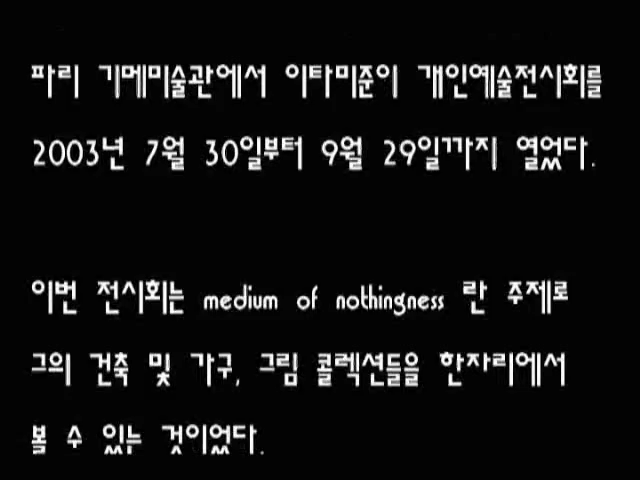 파리 기메미술관에서 이타미준이 개인예술전시회를
2003년 7월 30일부터 9월 29일까지 열었다.
이번 전시회는 medium of nothingness 란 주제로
그의 건축 및 가구, 그림 콜렉션들을 한자리에서
볼 수 있는 것이었다.